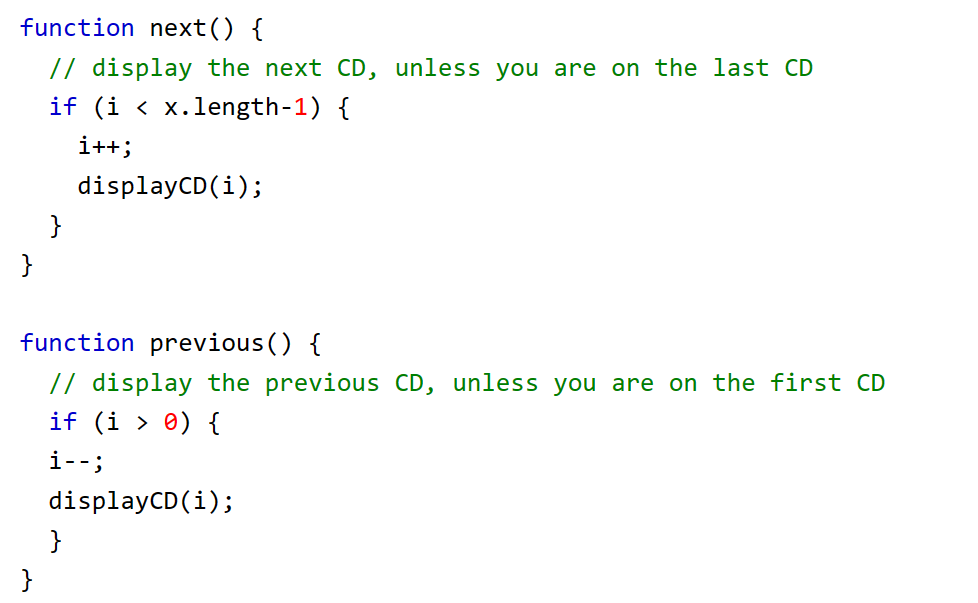 function next() {
  // display the next CD, unless you are on the last CD
  if (i < x.length-1) {
    i++;
    displayCD(i);
  }
}

function previous() {
  // display the previous CD, unless you are on the first CD
  if (i > 0) {
  i--;
  displayCD(i);
  }
}